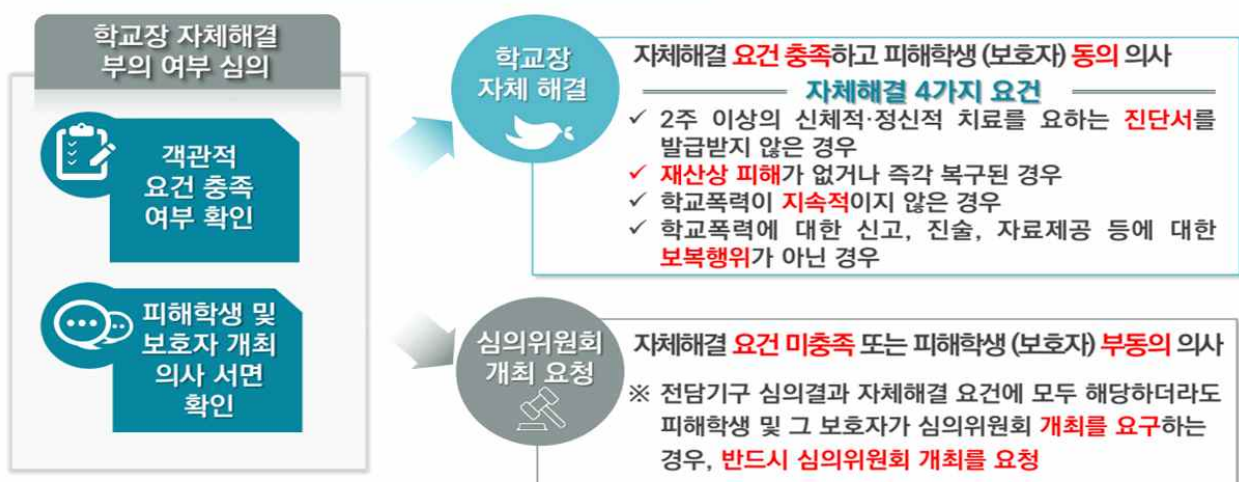 학교장 자체해결
부의 여부 심의
객관적
요건 충족
여부 확인
피해학생 및
보호자 개최
의사 서면
확인
학교장
자체 해결
자체해결 요건 충족하고 피해학생 (보호자) 동의 의사
자체해결 4가지 요건
✓ 2주 이상의 신체적·정신적 치료를 요하는 진단서를
발급받지 않은 경우
✓ 재산상 피해가 없거나 즉각 복구된 경우
✓ 학교폭력이 지속적이지 않은 경우
✓ 학교폭력에 대한 신고, 진술, 자료제공 등에 대한
보복행위가 아닌 경우
심의위원회
개최 요청
자체해결 요건 미충족 또는 피해학생 (보호자) 부동의 의사
※ 전담기구 심의결과 자체해결 요건에 모두 해당하더라도
피해학생 및 그 보호자가 심의위원회 개최를 요구하는
경우, 반드시 심의위원회 개최를 요청